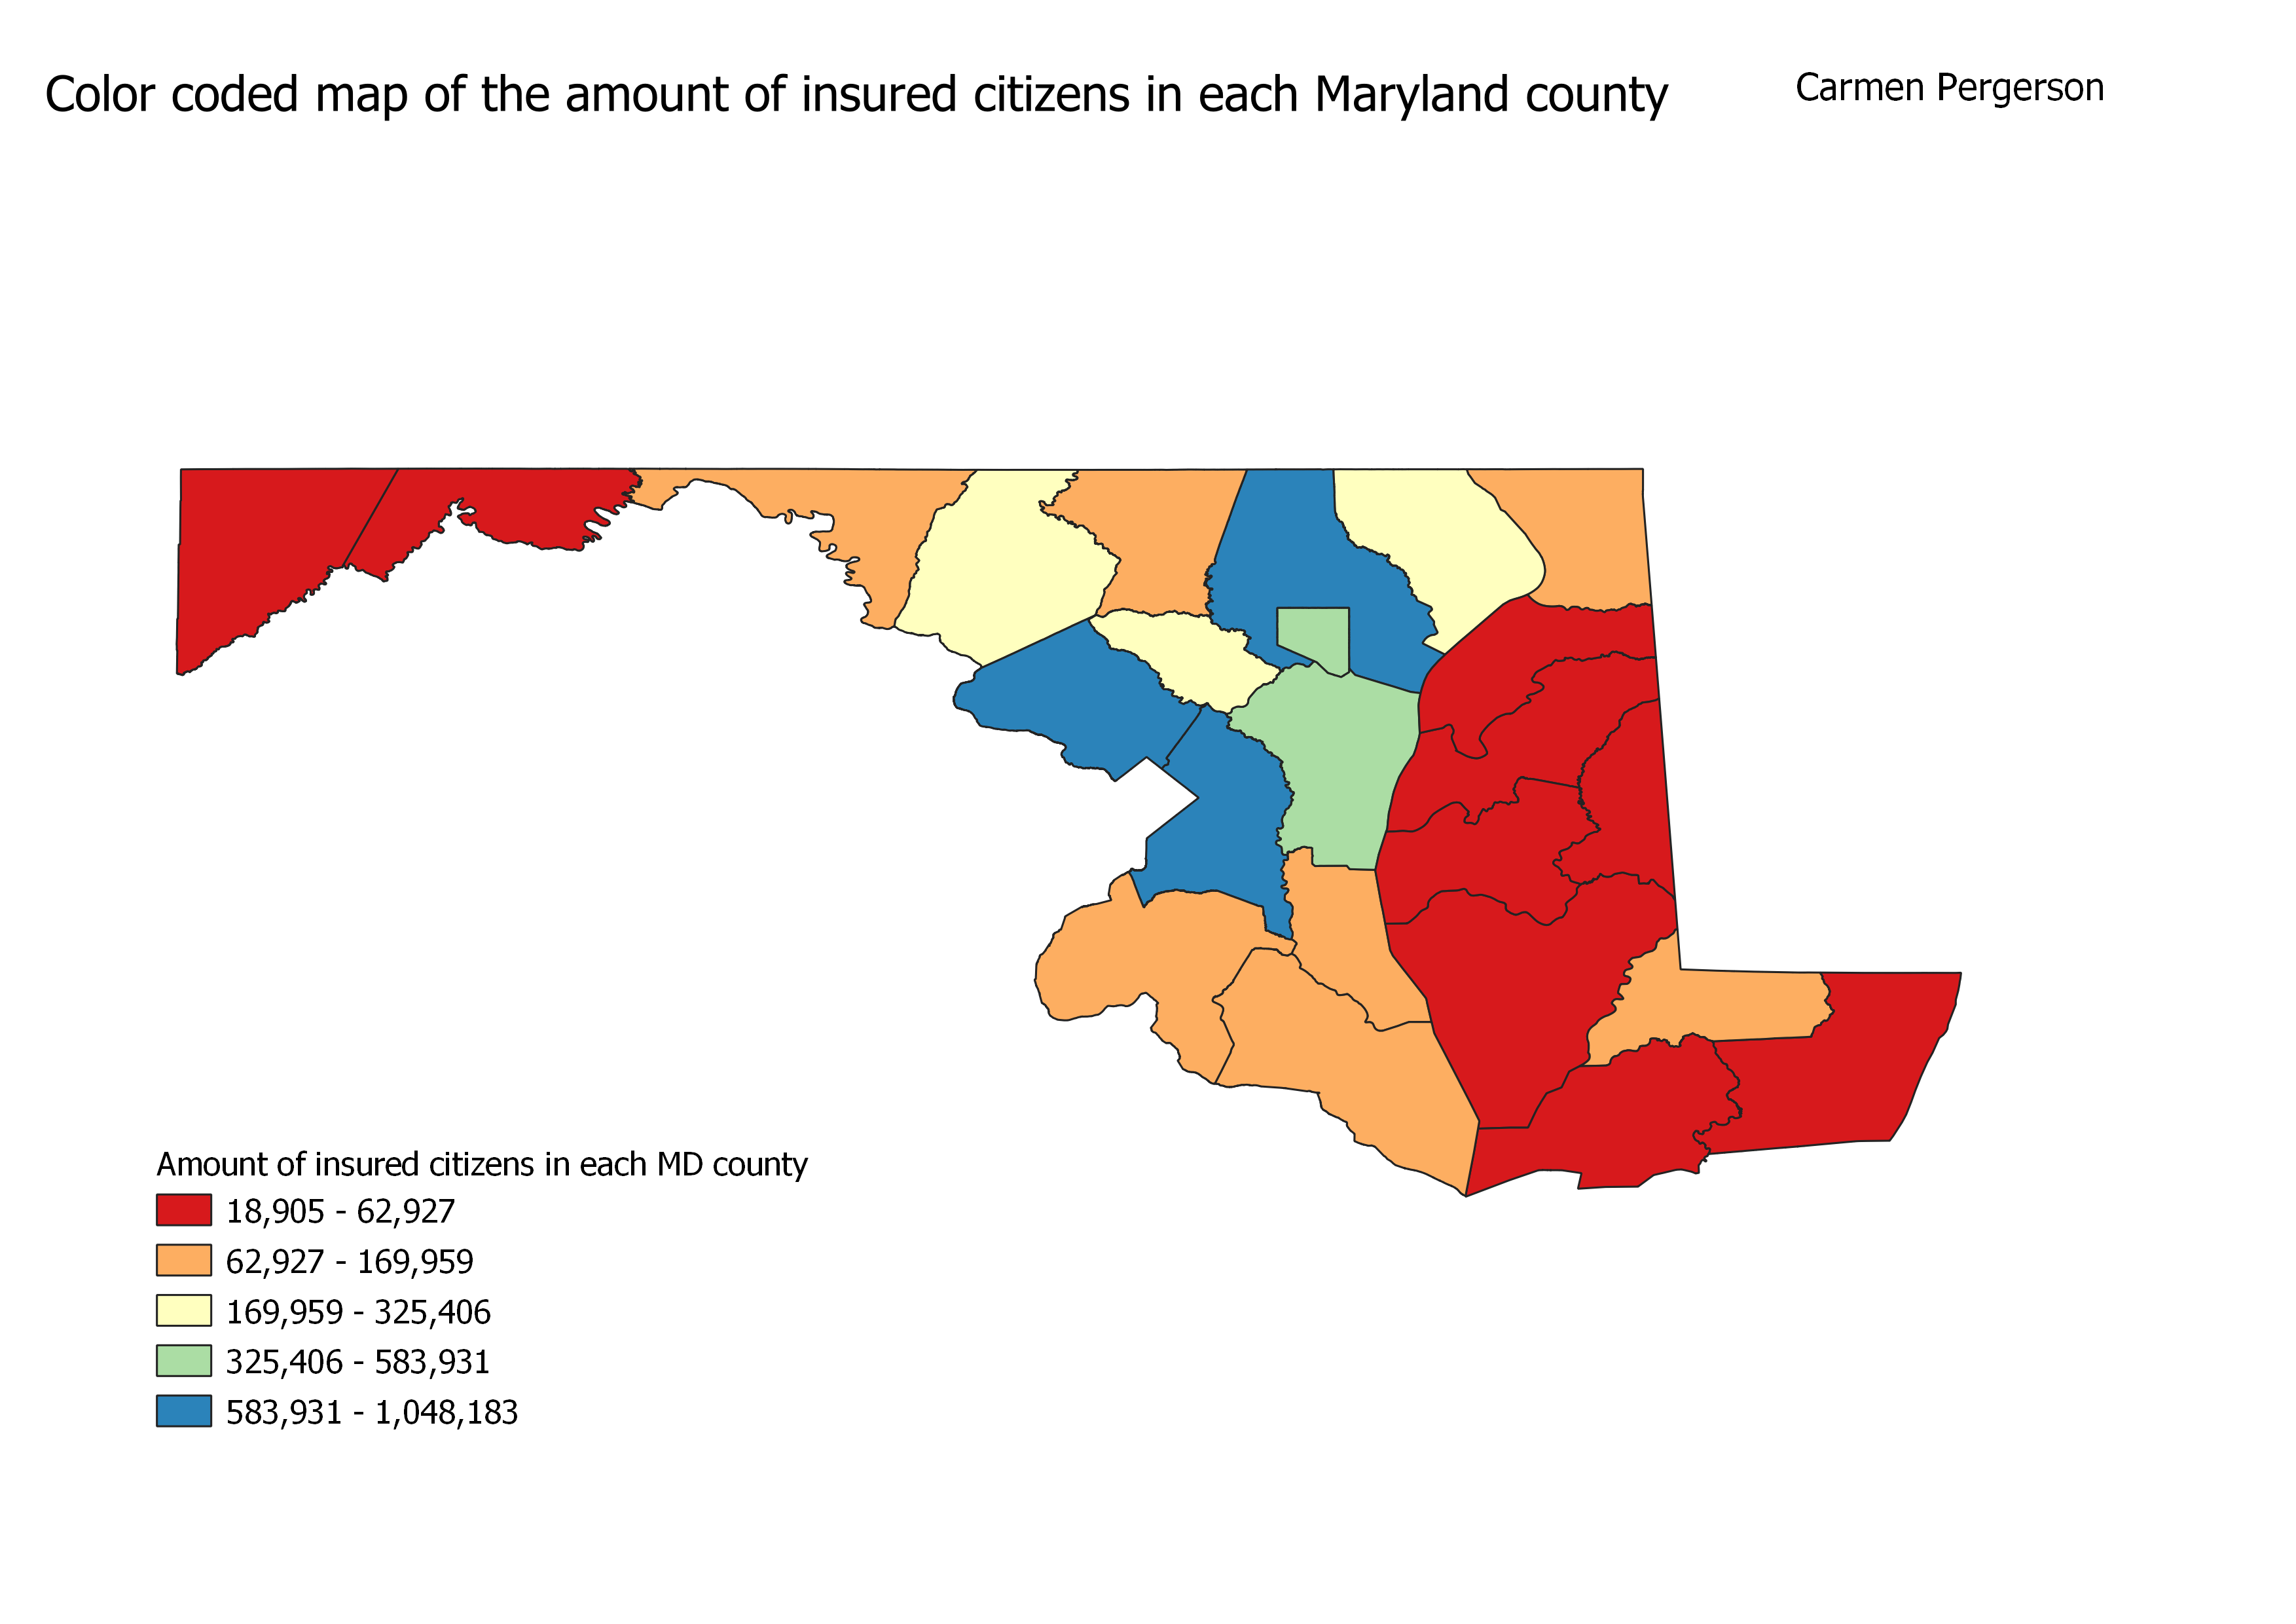 Color coded map of the amount of insured citizens in each Maryland county
Carmen Pergerson
Amount of insured citizens in each MD county
18,905 - 62,927
62,927 - 169,959
169,959 - 325,406
325,406 - 583,931
583,931 - 1,048,183